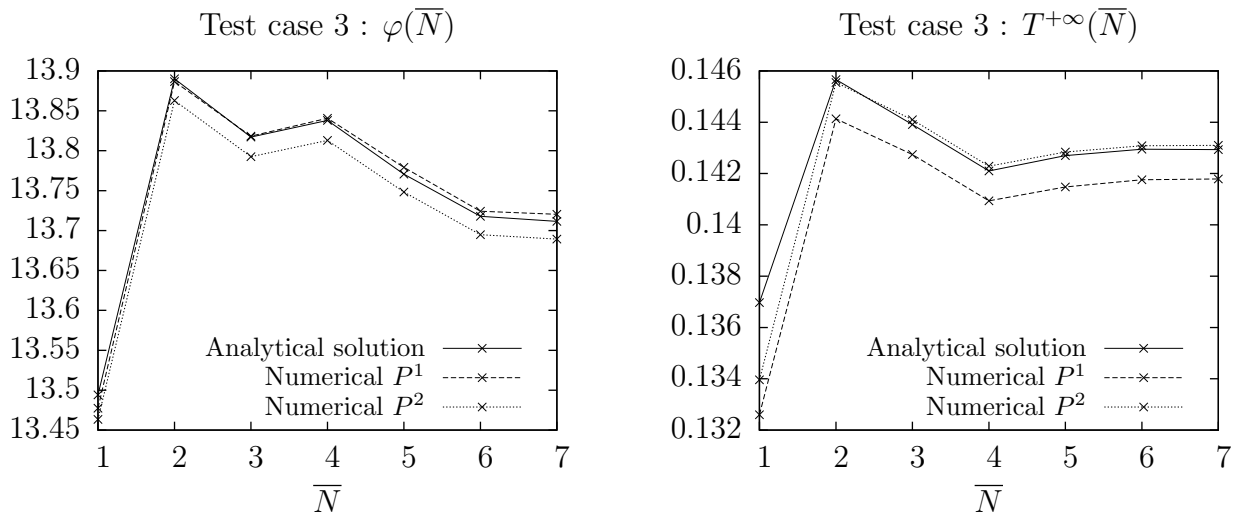 Test case 3 : φ(N̅)
13.9
13.85
13.8
13.75
13.7
13.65
13.6
13.55
13.5
13.45
1 2 3 4 5 6 7
N̅
Analytical solution
Numerical P¹
Numerical P²
Test case 3 : T⁺∞(N̅)
0.146
0.144
0.142
0.14
0.138
0.136
0.134
0.132
1 2 3 4 5 6 7
N̅
Analytical solution
Numerical P¹
Numerical P²